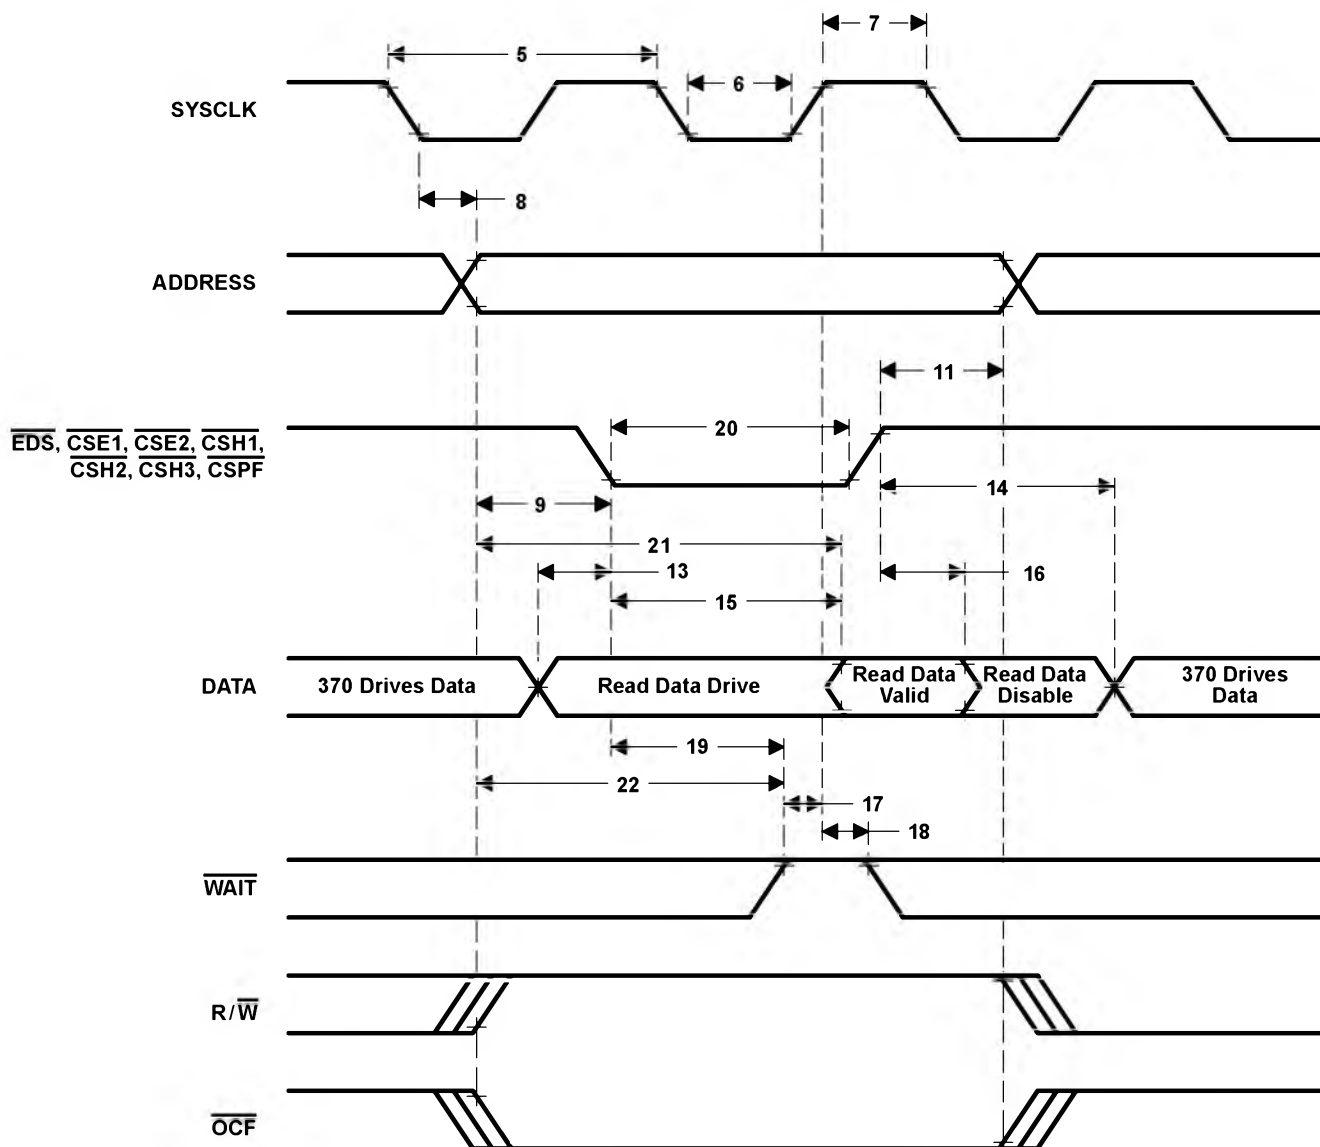 7
5
6
SYSCLK
8
ADDRESS
11
20
EDS, CSE1, CSE2, CSH1,
CSH2, CSH3, CSPF
14
9
21
13
16
15
DATA
370 Drives Data
Read Data Drive
Read Data
Valid
Read Data
Disable
370 Drives
Data
19
22
17
18
WAIT
R/W
OCF